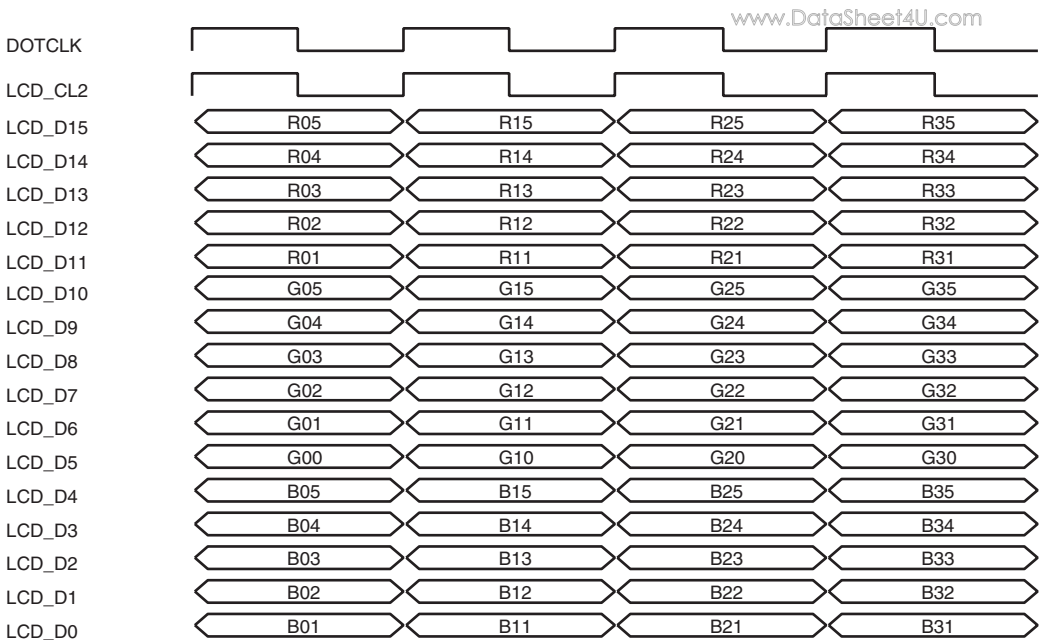 www.DataSheet4U.com
DOTCLK
LCD_CL2
LCD_D15 R05 R15 R25 R35
LCD_D14 R04 R14 R24 R34
LCD_D13 R03 R13 R23 R33
LCD_D12 R02 R12 R22 R32
LCD_D11 R01 R11 R21 R31
LCD_D10 G05 G15 G25 G35
LCD_D9 G04 G14 G24 G34
LCD_D8 G03 G13 G23 G33
LCD_D7 G02 G12 G22 G32
LCD_D6 G01 G11 G21 G31
LCD_D5 G00 G10 G20 G30
LCD_D4 B05 B15 B25 B35
LCD_D3 B04 B14 B24 B34
LCD_D2 B03 B13 B23 B33
LCD_D1 B02 B12 B22 B32
LCD_D0 B01 B11 B21 B31